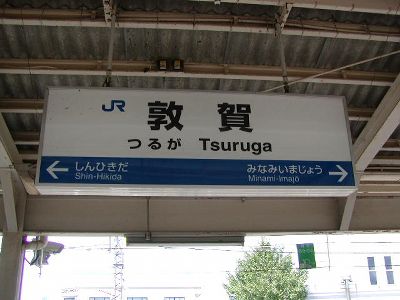 JR 敦賀
つるが Tsuruga
← しんひきだ みなみいまじょう →
Shin-Hikida Minami-Imajō